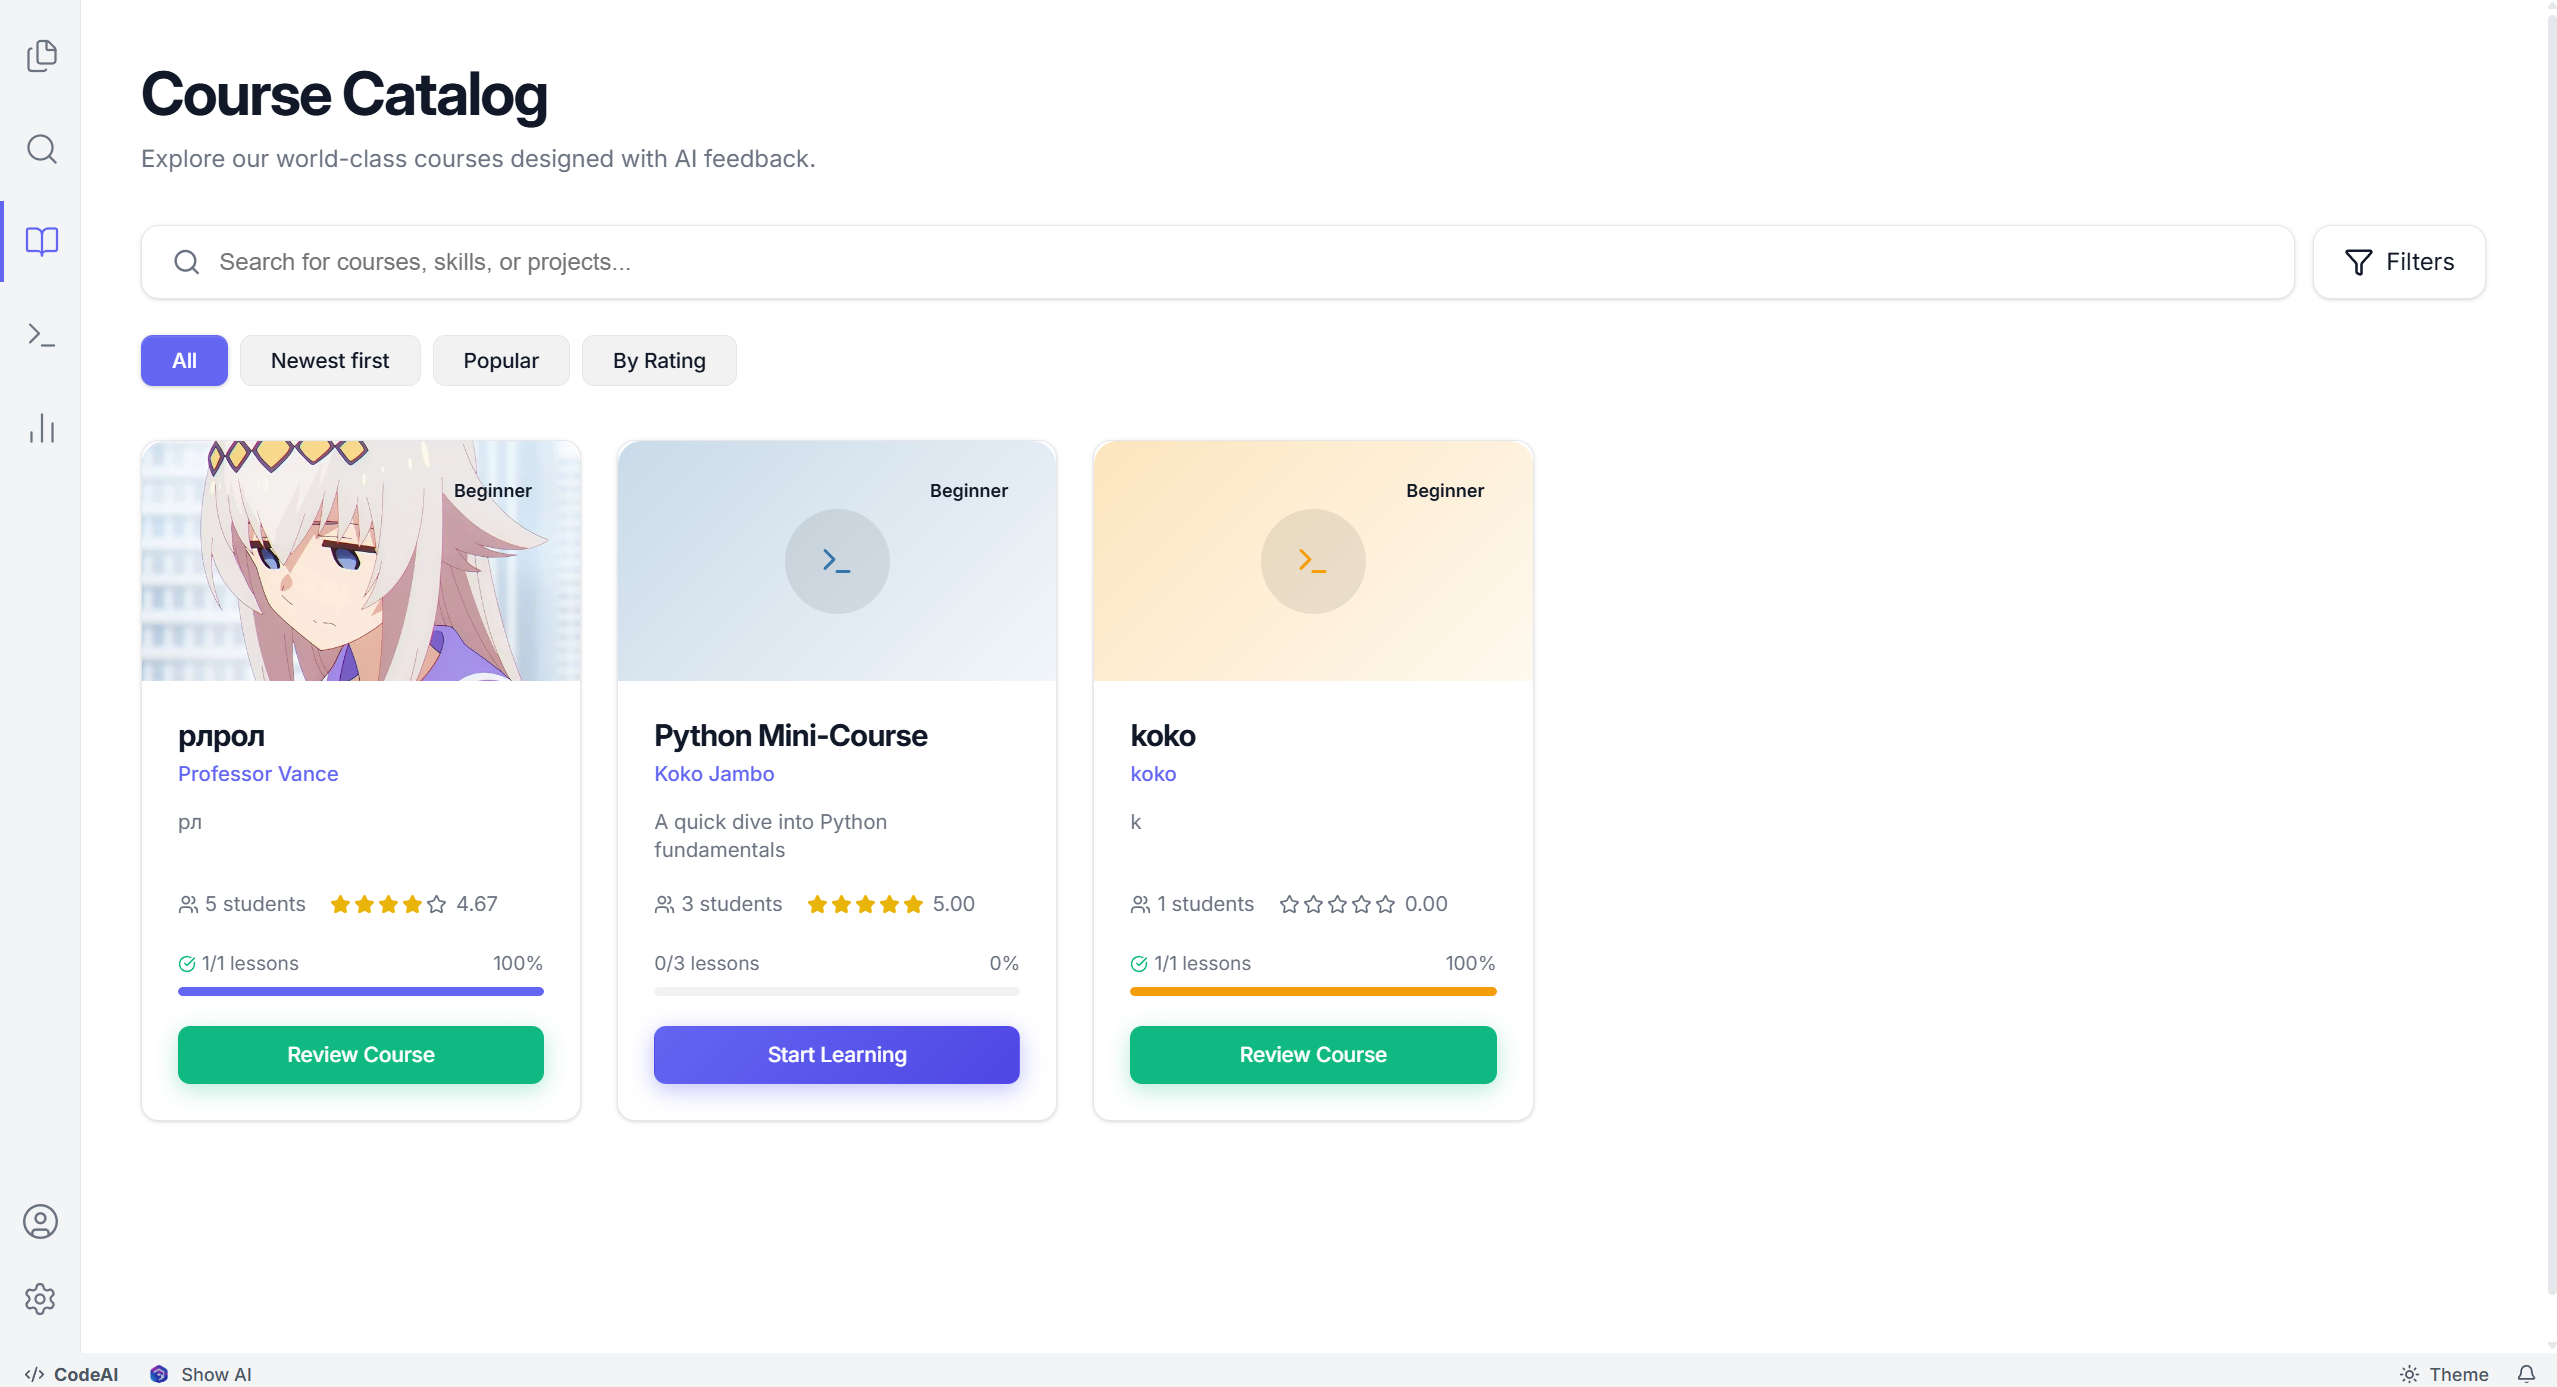 Course Catalog
Explore our world-class courses designed with AI feedback.
Search for courses, skills, or projects...
Filters
All
Newest first
Popular
By Rating
Beginner
рлрол
Professor Vance
рл
5 students 4.67
1/1 lessons 100%
Review Course
Beginner
Python Mini-Course
Koko Jambo
A quick dive into Python
fundamentals
3 students 5.00
0/3 lessons 0%
Start Learning
Beginner
koko
koko
k
1 students 0.00
1/1 lessons 100%
Review Course
CodeAI
Show AI
Theme